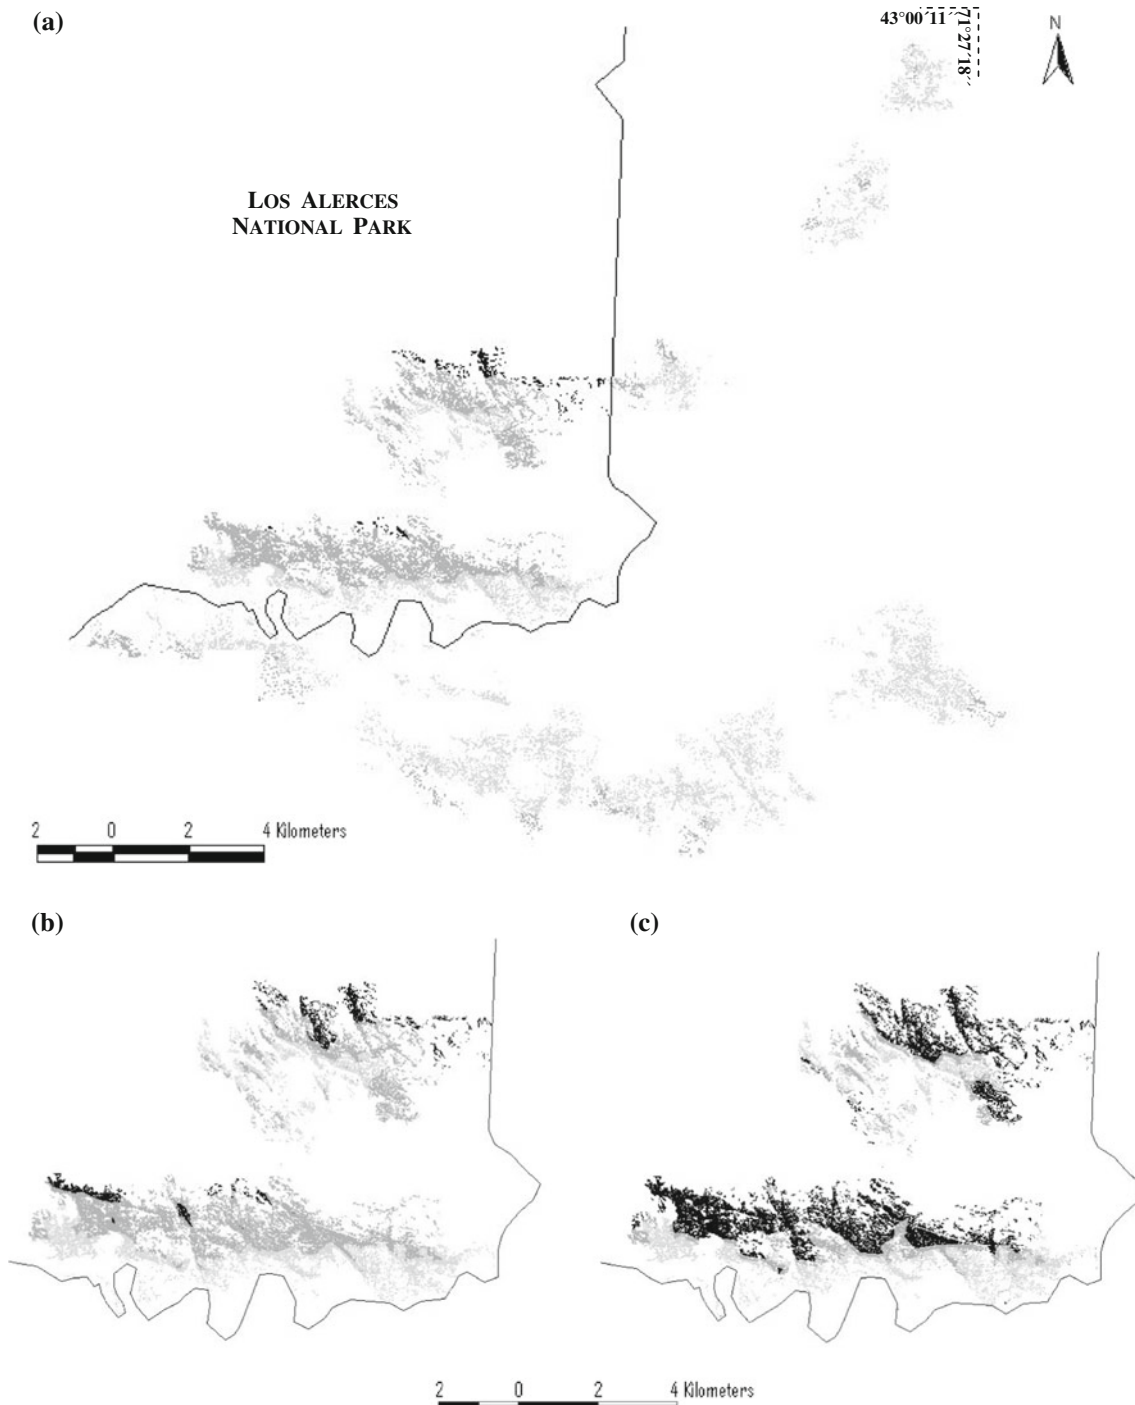 (a)
43°00´11´´
71°27´18´´
N
LOS ALERCES
NATIONAL PARK
2 0 2 4 Kilometers
(b) (c)
2 0 2 4 Kilometers